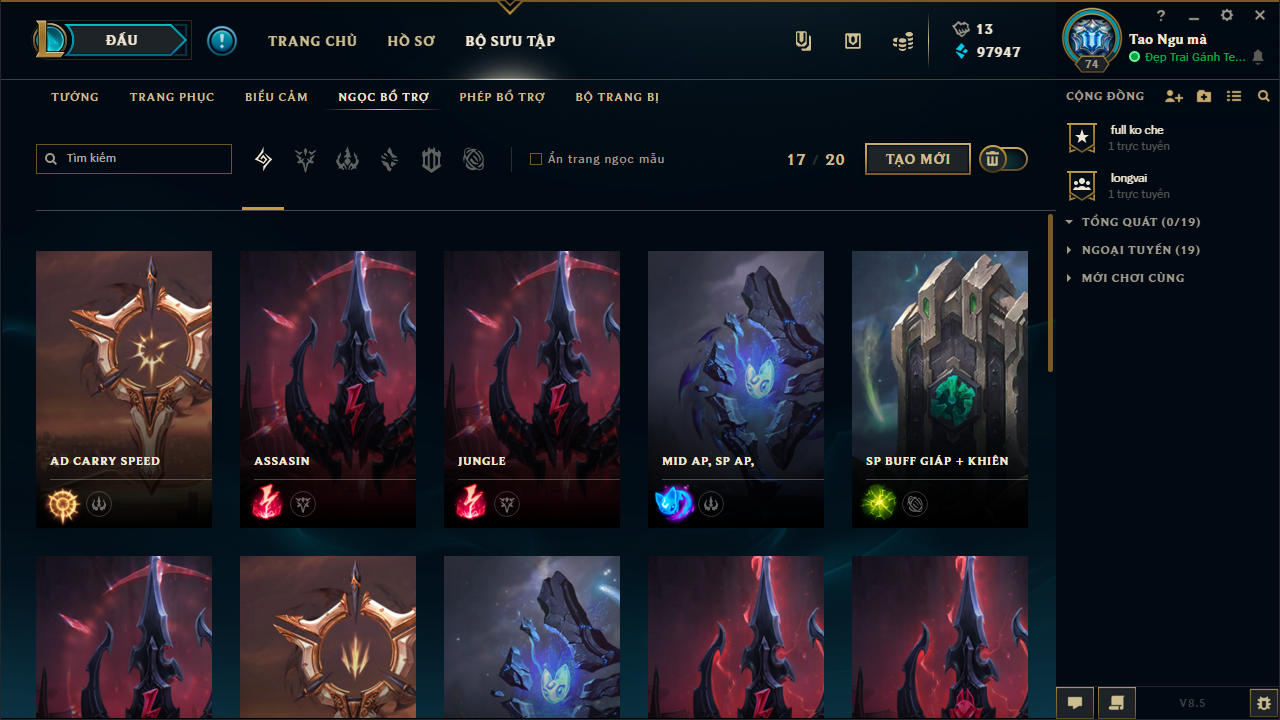 ĐẤU
TRANG CHỦ
HỒ SƠ
BỘ SƯU TẬP
13
97947
74
Tao Ngu mà
Đẹp Trai Gánh Te...
TƯỚNG
TRANG PHỤC
BIỂU CẢM
NGỌC BỔ TRỢ
PHÉP BỔ TRỢ
BỘ TRANG BỊ
Tìm kiếm
Ẩn trang ngọc mẫu
17 / 20
TẠO MỚI
CỘNG ĐỒNG
full ko che
1 trực tuyến
longvai
1 trực tuyến
TỔNG QUÁT (0/19)
NGOẠI TUYẾN (19)
MỚI CHƠI CÙNG
AD CARRY SPEED
ASSASIN
JUNGLE
MID AP, SP AP,
SP BUFF GIÁP + KHIÊN
V8.5